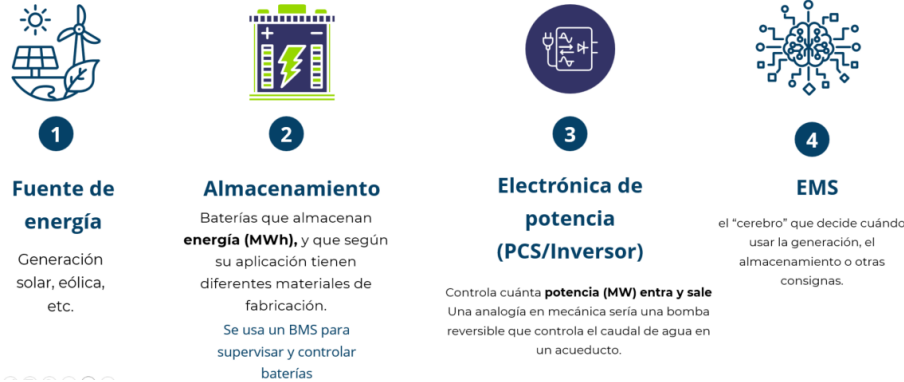 1
Fuente de
energía
Generación
solar, eólica,
etc.
2
Almacenamiento
Baterías que almacenan
energía (MWh), y que según
su aplicación tienen
diferentes materiales de
fabricación.
Se usa un BMS para
supervisar y controlar
baterías
3
Electrónica de
potencia
(PCS/Inversor)
Controla cuánta potencia (MW) entra y sale
Una analogía en mecánica sería una bomba
reversible que controla el caudal de agua en
un acueducto.
4
EMS
el “cerebro” que decide cuándo
usar la generación, el
almacenamiento o otras
consignas.